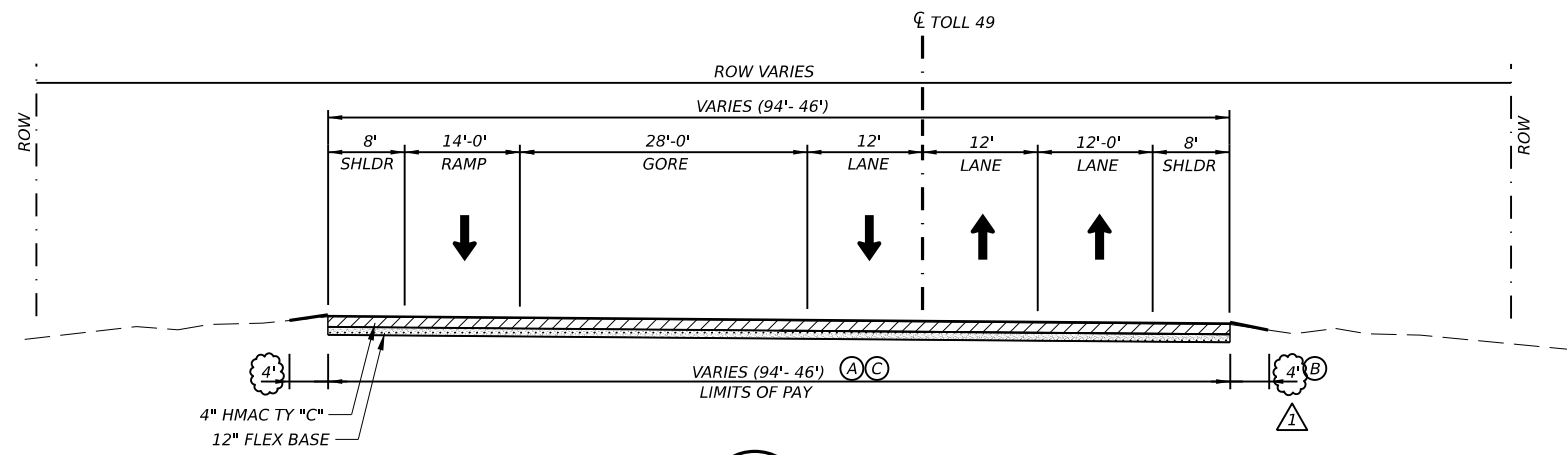 ℄ TOLL 49
ROW VARIES
VARIES (94'- 46')
ROW
ROW
8' 14'-0' 28'-0' 12' 12' 12'-0' 8'
SHLDR RAMP GORE LANE LANE LANE SHLDR
4' VARIES (94'- 46') A C 4' B
LIMITS OF PAY
4" HMAC TY "C"
1
12" FLEX BASE